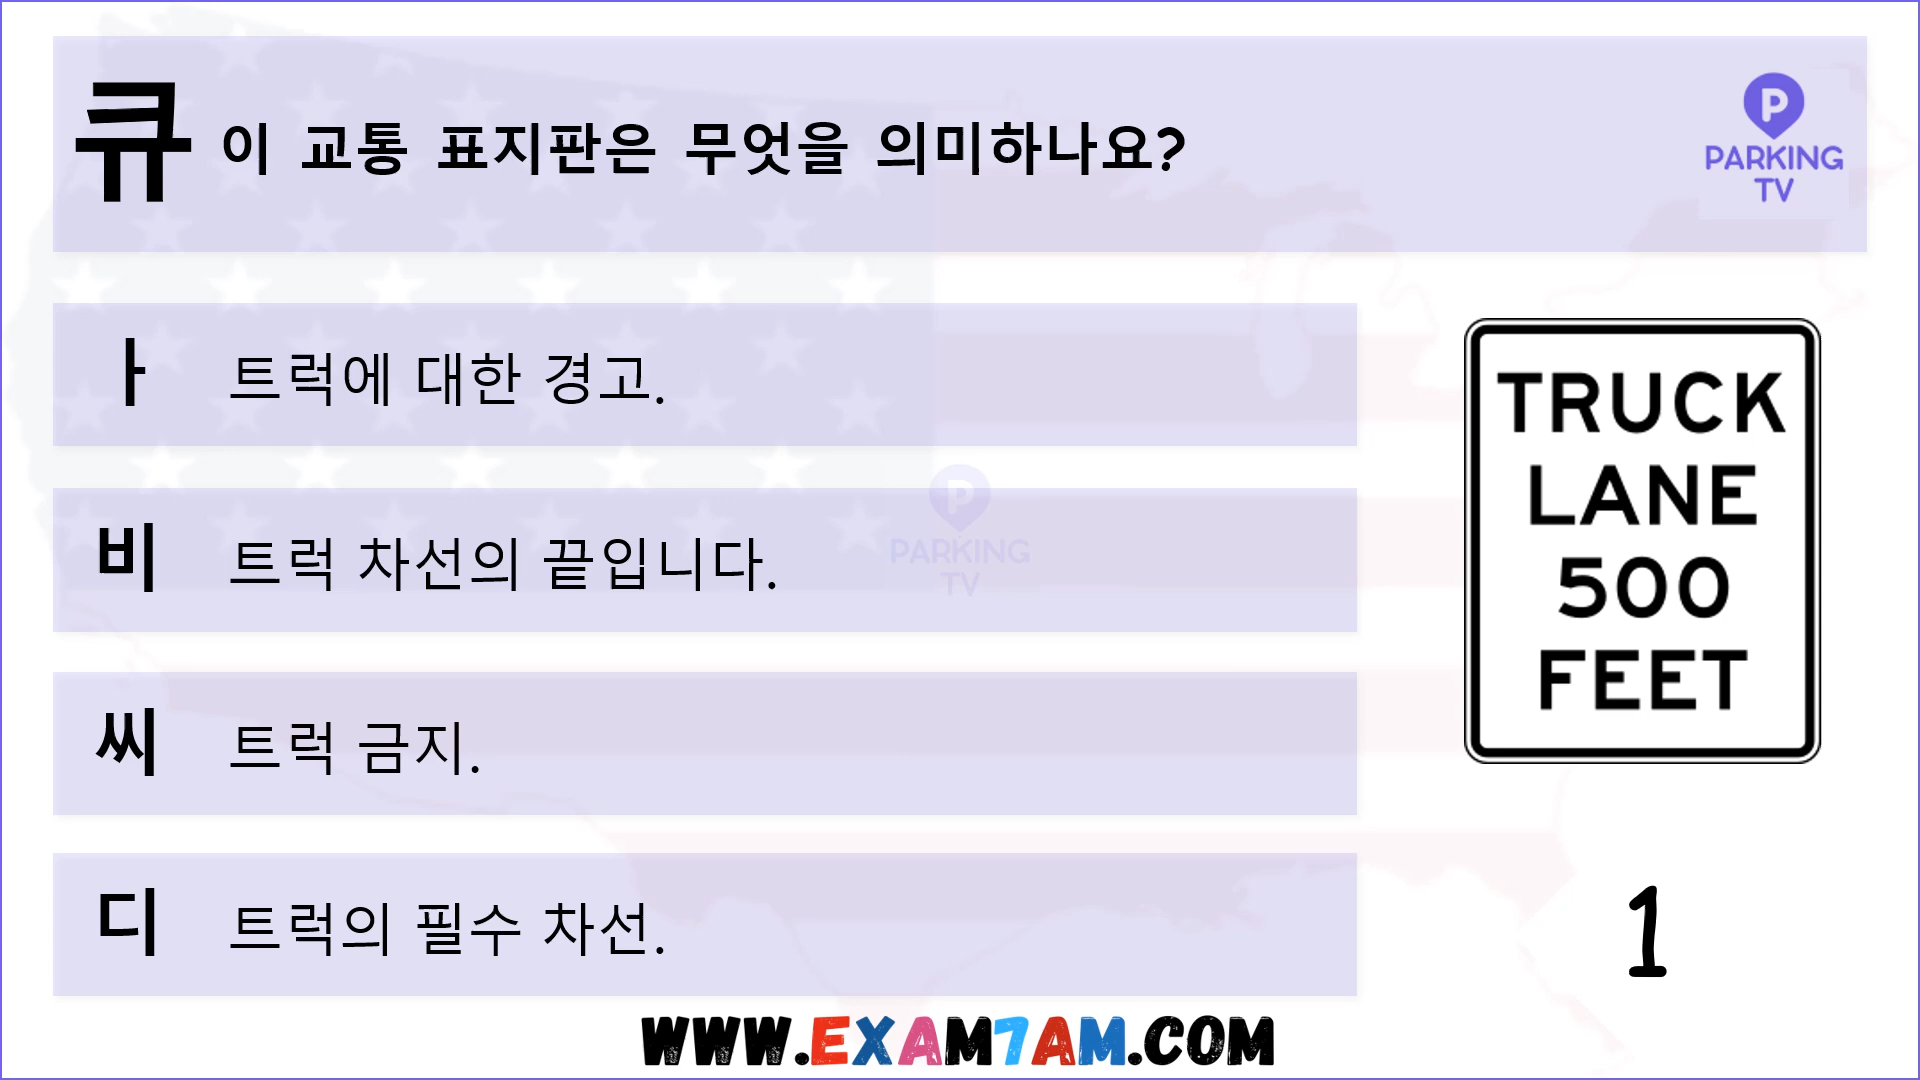 큐 이 교통 표지판은 무엇을 의미하나요?
PARKING
TV
ㅏ 트럭에 대한 경고.
비 트럭 차선의 끝입니다.
PARKING
TV
씨 트럭 금지.
디 트럭의 필수 차선.
TRUCK
LANE
500
FEET
1
WWW.EXAM7AM.COM